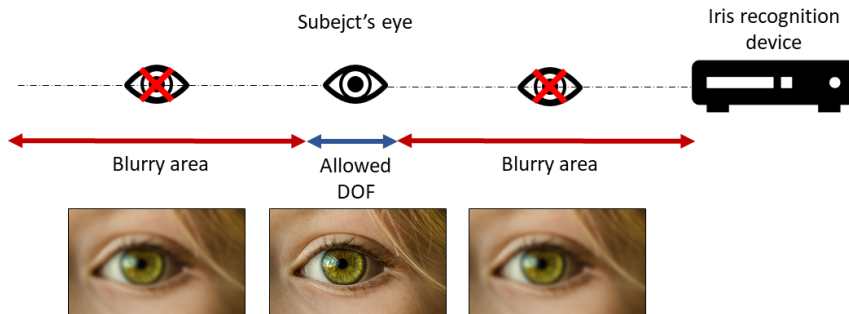 Subejct's eye
Iris recognition
device
Blurry area
Allowed
DOF
Blurry area